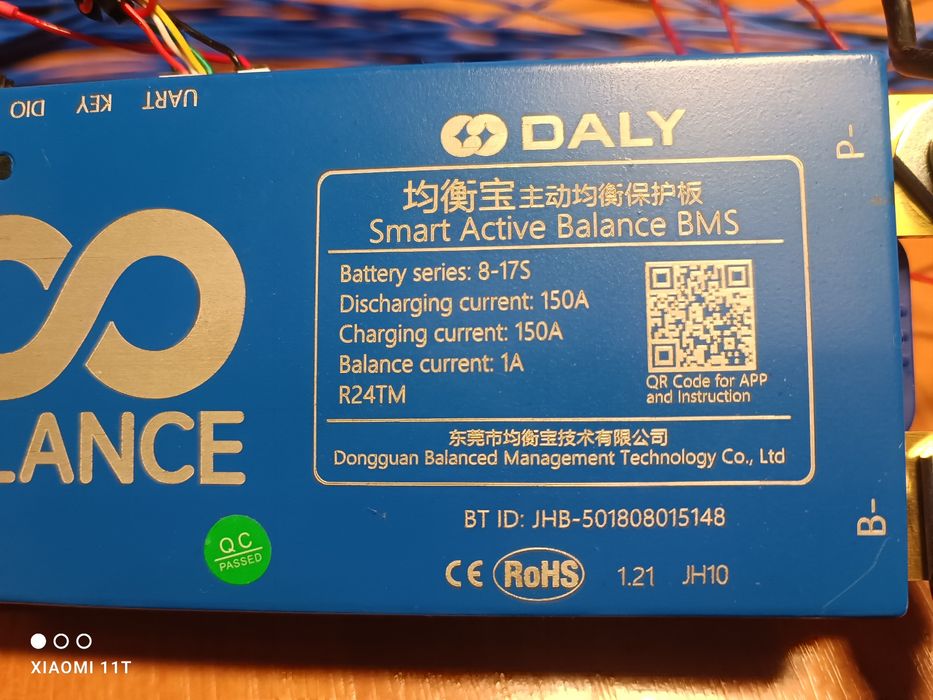 DIO KEY UART
DALY
P-
均衡宝主动均衡保护板
Smart Active Balance BMS
Battery series: 8-17S
Discharging current: 150A
Charging current: 150A
Balance current: 1A
R24TM
QR Code for APP
and Instruction
LANCE
东莞市均衡宝技术有限公司
Dongguan Balanced Management Technology Co., Ltd
BT ID: JHB-501808015148
B-
QC
PASSED
CE RoHS 1.21 JH10
XIAOMI 11T